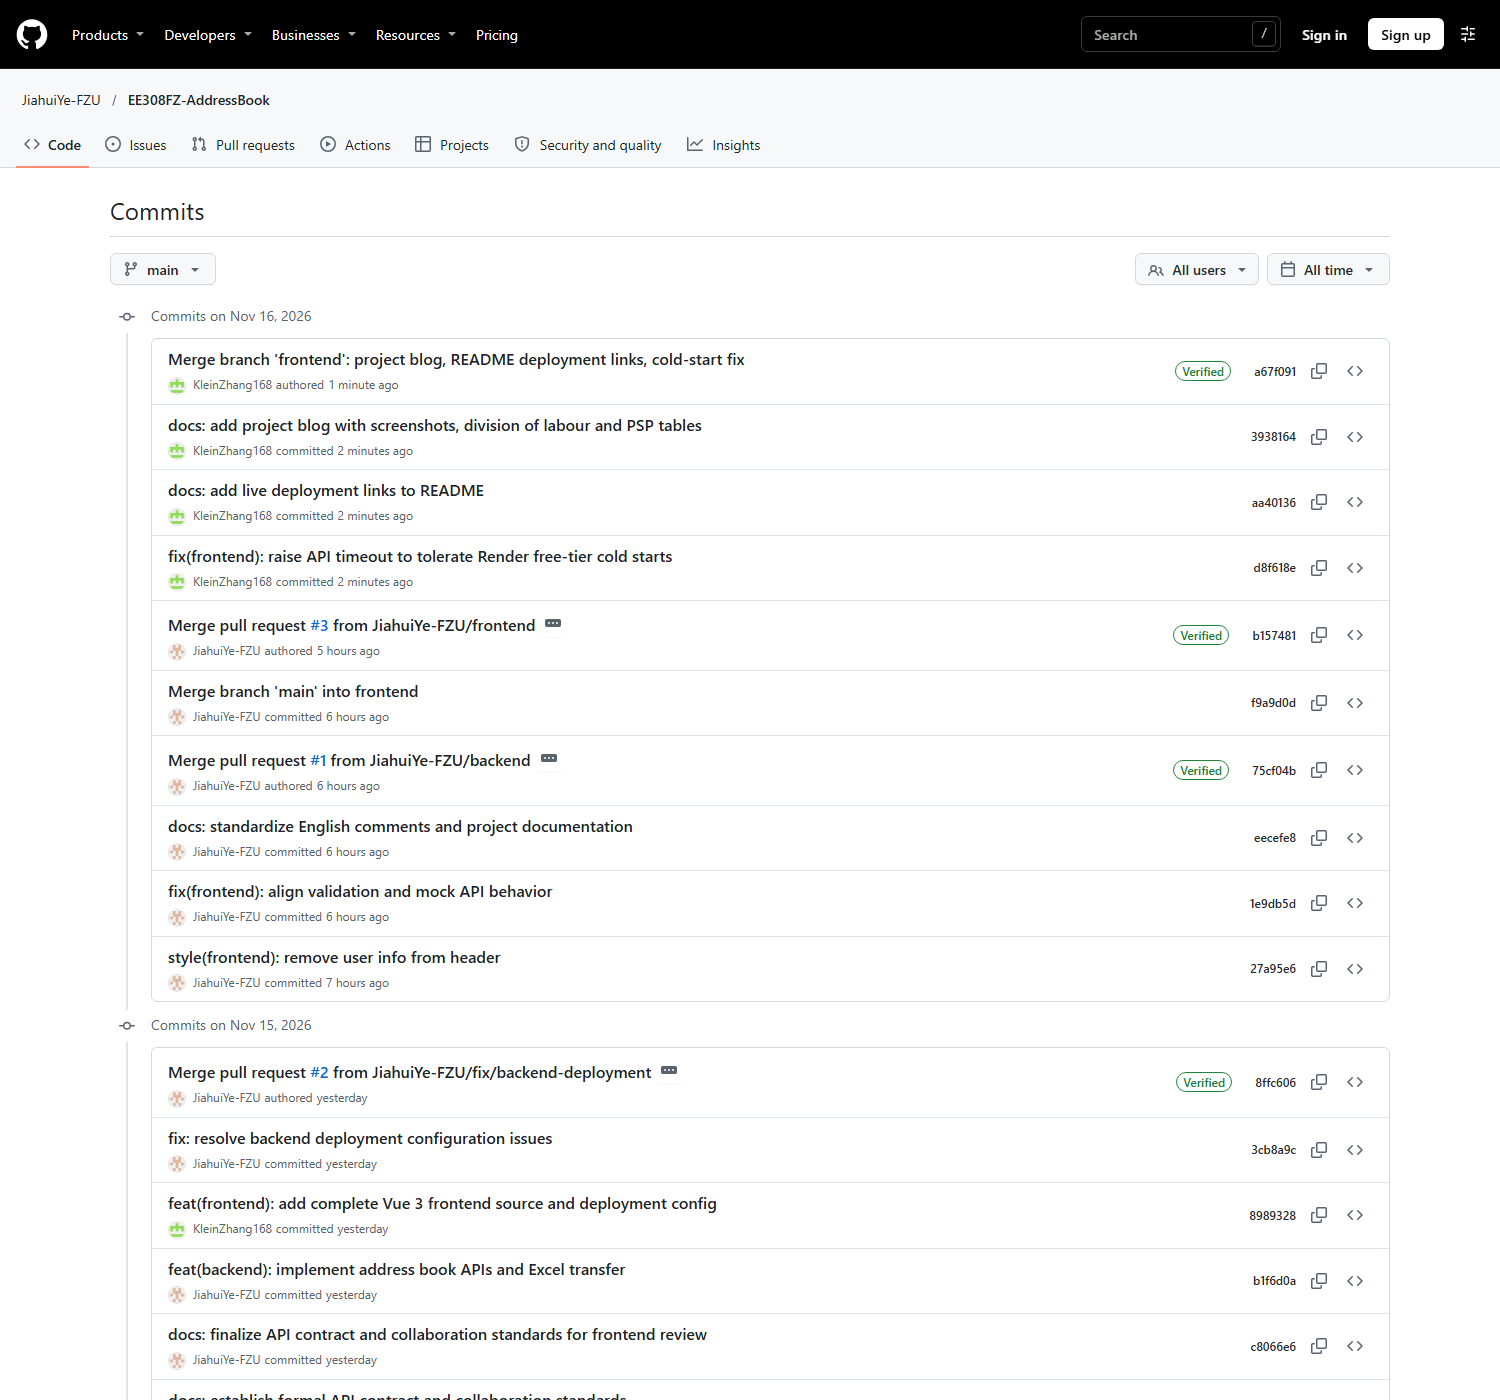 Products Developers Businesses Resources Pricing Search / Sign in Sign up
JiahuiYe-FZU / EE308FZ-AddressBook
Code Issues Pull requests Actions Projects Security and quality Insights
Commits
main All users All time
Commits on Nov 16, 2026
Merge branch 'frontend': project blog, README deployment links, cold-start fix
KleinZhang168 authored 1 minute ago
Verified a67f091
docs: add project blog with screenshots, division of labour and PSP tables
KleinZhang168 committed 2 minutes ago
3938164
docs: add live deployment links to README
KleinZhang168 committed 2 minutes ago
aa40136
fix(frontend): raise API timeout to tolerate Render free-tier cold starts
KleinZhang168 committed 2 minutes ago
d8f618e
Merge pull request #3 from JiahuiYe-FZU/frontend
JiahuiYe-FZU authored 5 hours ago
Verified b157481
Merge branch 'main' into frontend
JiahuiYe-FZU committed 6 hours ago
f9a9d0d
Merge pull request #1 from JiahuiYe-FZU/backend
JiahuiYe-FZU authored 6 hours ago
Verified 75cf04b
docs: standardize English comments and project documentation
JiahuiYe-FZU committed 6 hours ago
eecefe8
fix(frontend): align validation and mock API behavior
JiahuiYe-FZU committed 6 hours ago
1e9db5d
style(frontend): remove user info from header
JiahuiYe-FZU committed 7 hours ago
27a95e6
Commits on Nov 15, 2026
Merge pull request #2 from JiahuiYe-FZU/fix/backend-deployment
JiahuiYe-FZU authored yesterday
Verified 8ffc606
fix: resolve backend deployment configuration issues
JiahuiYe-FZU committed yesterday
3cb8a9c
feat(frontend): add complete Vue 3 frontend source and deployment config
KleinZhang168 committed yesterday
8989328
feat(backend): implement address book APIs and Excel transfer
JiahuiYe-FZU committed yesterday
b1f6d0a
docs: finalize API contract and collaboration standards for frontend review
JiahuiYe-FZU committed yesterday
c8066e6
docs: establish formal API contract and collaboration standards